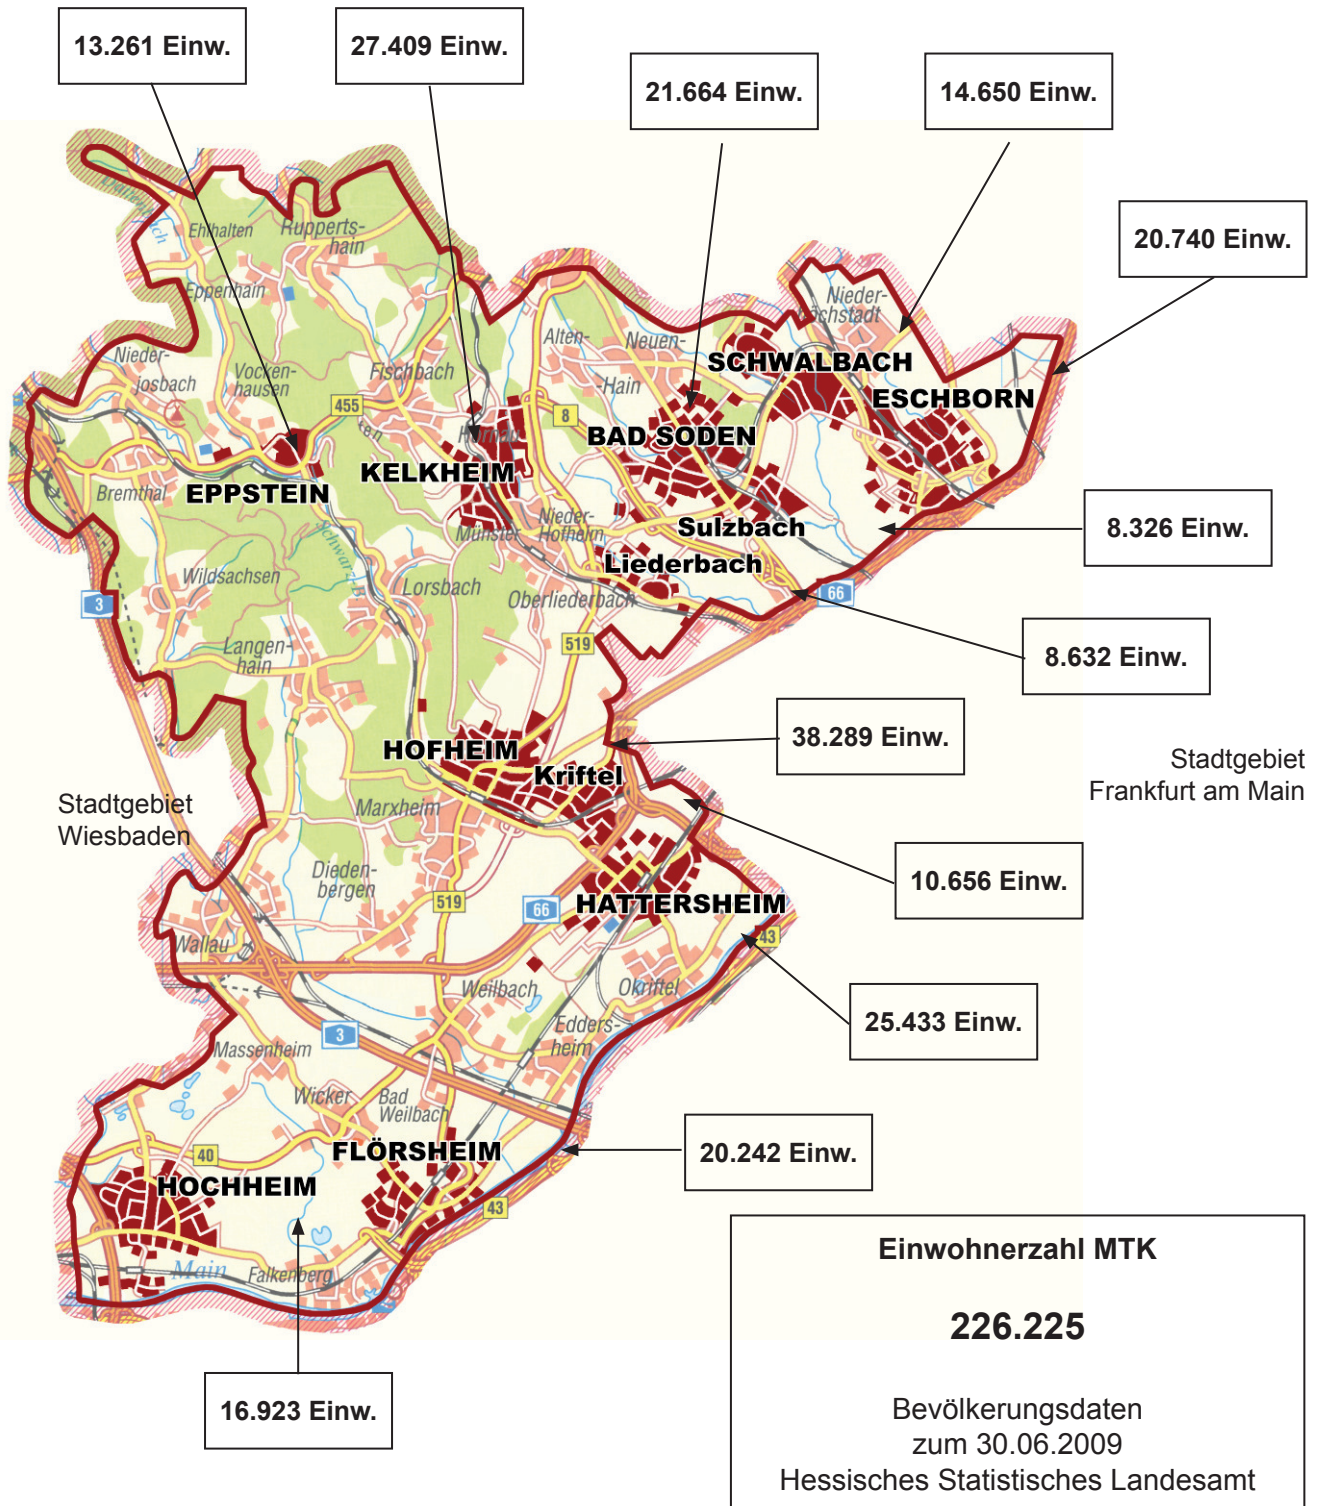 13.261 Einw.
27.409 Einw.
21.664 Einw.
14.650 Einw.
20.740 Einw.
Ehlhalten
Rupperts-
hain
Eppenhain
Nieder-
höchstadt
Alten-
Neuen-
-Hain
SCHWALBACH
ESCHBORN
Nieder-
josbach
Vocken-
hausen
Fischbach
455
8
Hornau
BAD SODEN
KELKHEIM
EPPSTEIN
Bremthal
Münster
Nieder-
Hofheim
Sulzbach
Liederbach
8.326 Einw.
Schwarz-B.
Wildsachsen
Lorsbach
Oberliederbach
66
3
Langen-
hain
519
8.632 Einw.
38.289 Einw.
HOFHEIM
Kriftel
Stadtgebiet
Frankfurt am Main
Stadtgebiet
Wiesbaden
Marxheim
Dieden-
bergen
10.656 Einw.
519
66
HATTERSHEIM
43
Wallau
Weilbach
Okriftel
25.433 Einw.
3
Edders-
heim
Massenheim
Wicker
Bad
Weilbach
20.242 Einw.
40
FLÖRSHEIM
HOCHHEIM
43
Main
Falkenberg
16.923 Einw.
Einwohnerzahl MTK
226.225
Bevölkerungsdaten
zum 30.06.2009
Hessisches Statistisches Landesamt